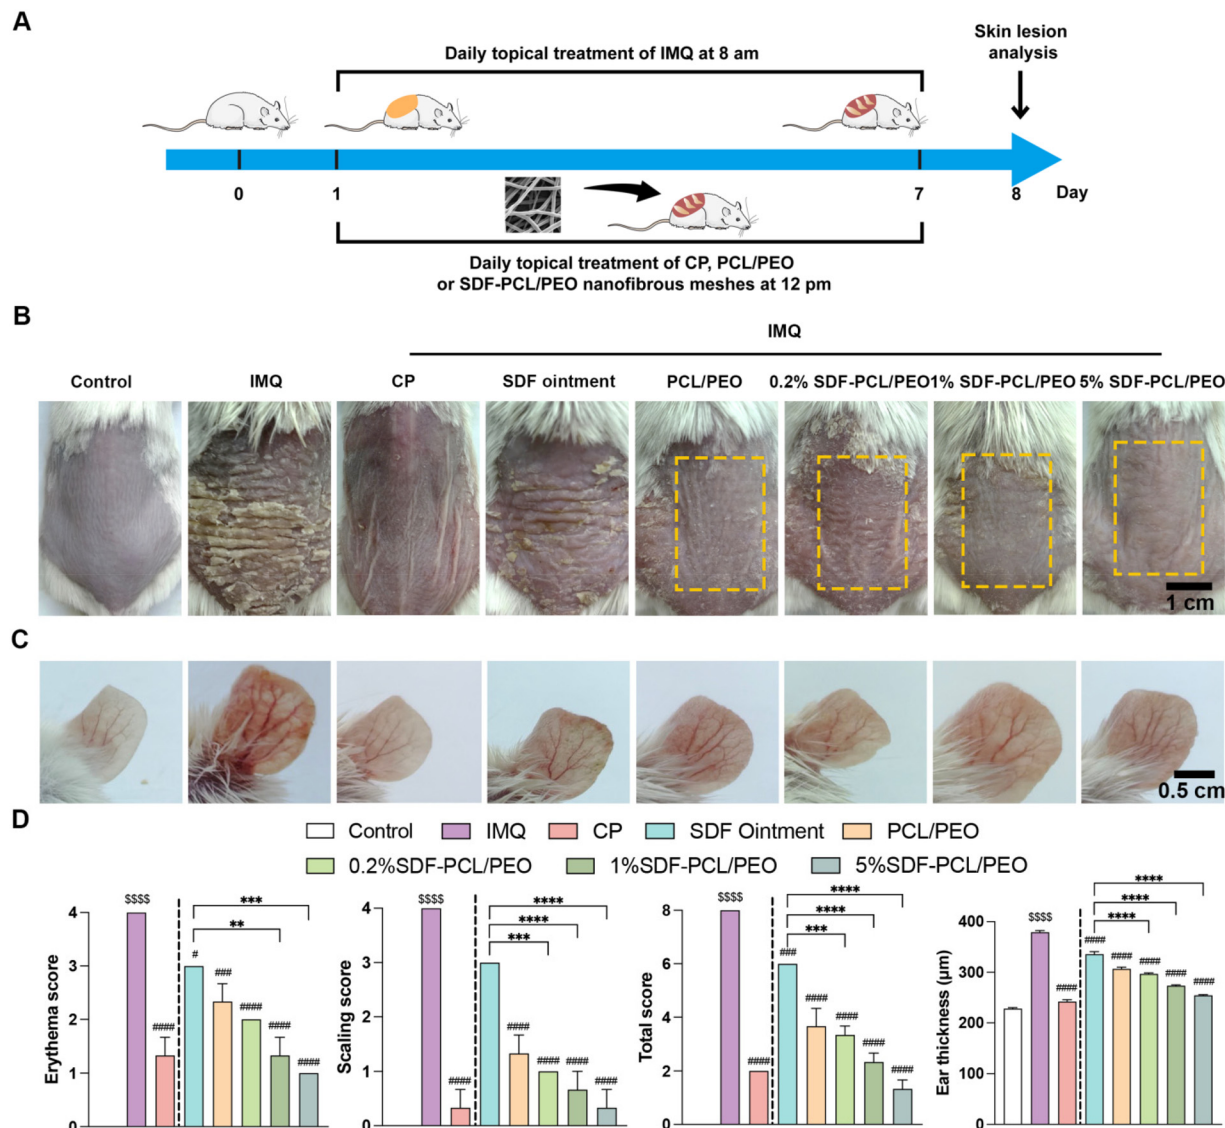 A
Daily topical treatment of IMQ at 8 am
Skin lesion
analysis
0
1
7
8
Day
Daily topical treatment of CP, PCL/PEO
or SDF-PCL/PEO nanofibrous meshes at 12 pm
B
IMQ
Control
IMQ
CP
SDF ointment
PCL/PEO
0.2% SDF-PCL/PEO
1% SDF-PCL/PEO
5% SDF-PCL/PEO
1 cm
C
0.5 cm
D
Control
IMQ
CP
SDF Ointment
PCL/PEO
0.2%SDF-PCL/PEO
1%SDF-PCL/PEO
5%SDF-PCL/PEO
Erythema score
4
3
2
1
0
$$$$
####
#
###
####
####
####
**
***
Scaling score
4
3
2
1
0
$$$$
####
####
####
####
####
***
****
****
Total score
8
6
4
2
0
$$$$
####
###
####
####
####
####
***
****
****
Ear thickness (µm)
400
300
200
100
0
$$$$
####
####
####
####
####
####
****
****
****